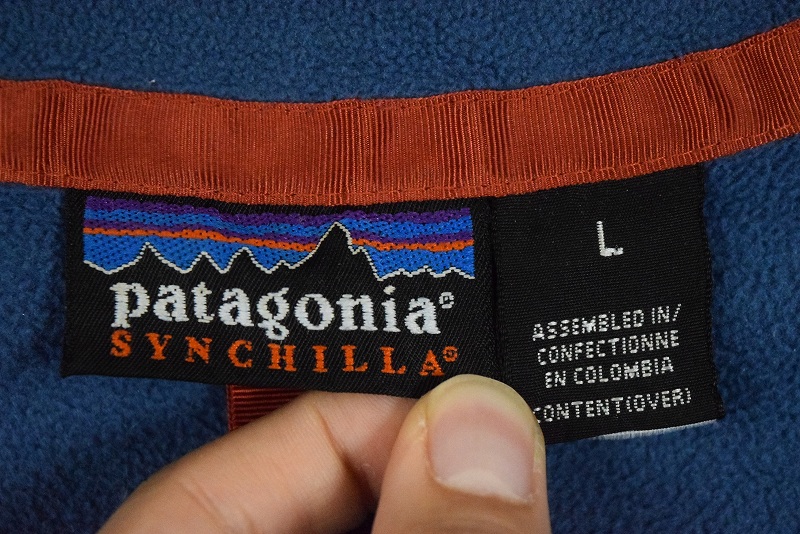 patagonia®
SYNCHILLA®
L
ASSEMBLED IN/
CONFECTIONNE
EN COLOMBIA
CONTENT(OVER)